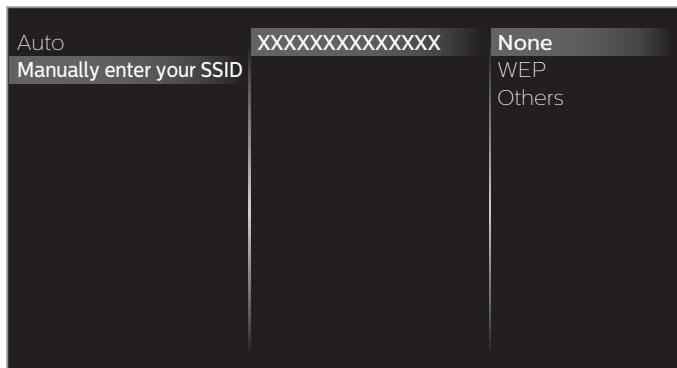 Auto
Manually enter your SSID
XXXXXXXXXXXXXX
None
WEP
Others